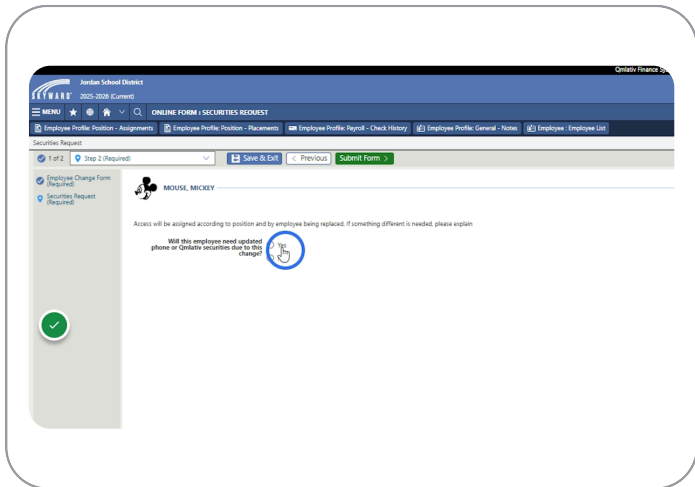 Qmlativ Finance Sys
Jordan School District
SKYWARD® 2025-2026 (Current)
MENU ONLINE FORM : SECURITIES REQUEST
Employee Profile: Position - Assignments Employee Profile: Position - Placements Employee Profile: Payroll - Check History Employee Profile: General - Notes Employee : Employee List
Securities Request
1 of 2 Step 2 (Required) Save & Exit < Previous Submit Form >
Employee Change Form
(Required)
Securities Request
(Required)
MOUSE, MICKEY
Access will be assigned according to position and by employee being replaced. If something different is needed, please explain
Will this employee need updated
phone or Qmlativ securities due to this
change?
Yes